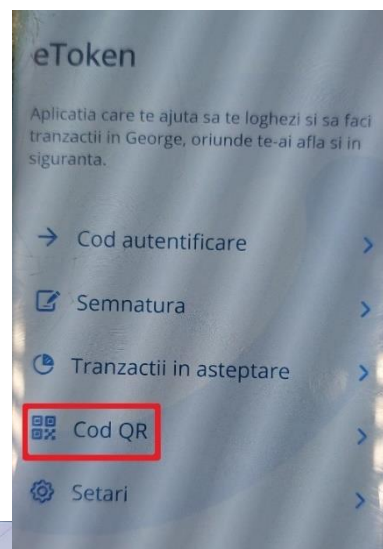 eToken
Aplicatia care te ajuta sa te loghezi si sa faci
tranzactii in George, oriunde te-ai afla si in
siguranta.
Cod autentificare
Semnatura
Tranzactii in asteptare
Cod QR
Setari